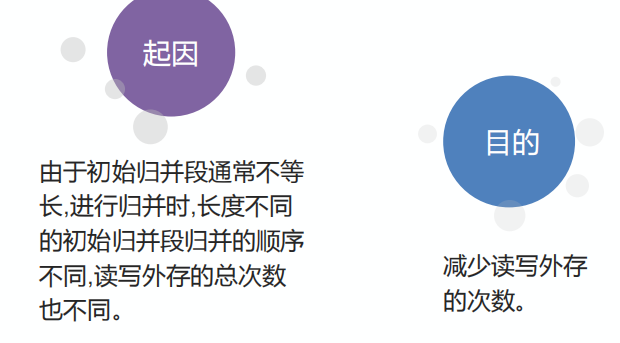 起因
由于初始归并段通常不等
长,进行归并时,长度不同
的初始归并段归并的顺序
不同,读写外存的总次数
也不同。
目的
减少读写外存
的次数。